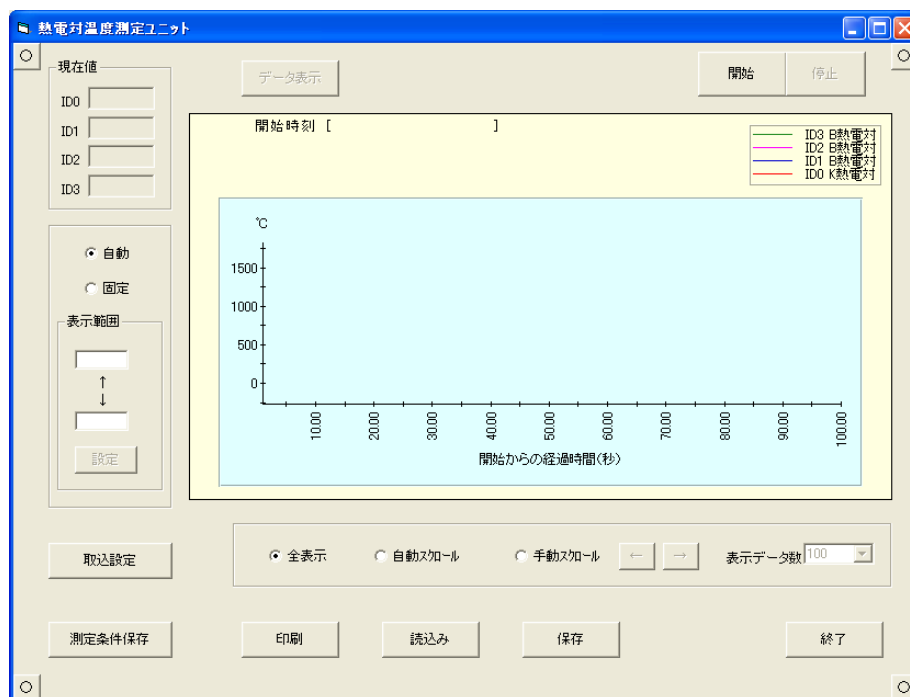 熱電対温度測定ユニット
現在値
ID0
ID1
ID2
ID3
データ表示
開始
停止
開始時刻 [ ]
ID3 B熱電対
ID2 B熱電対
ID1 B熱電対
ID0 K熱電対
℃
1500
1000
500
0
10.00
20.00
30.00
40.00
50.00
60.00
70.00
80.00
90.00
100.00
開始からの経過時間(秒)
自動
固定
表示範囲
↑
↓
設定
取込設定
全表示
自動スクロール
手動スクロール
←
→
表示データ数
100
測定条件保存
印刷
読込み
保存
終了